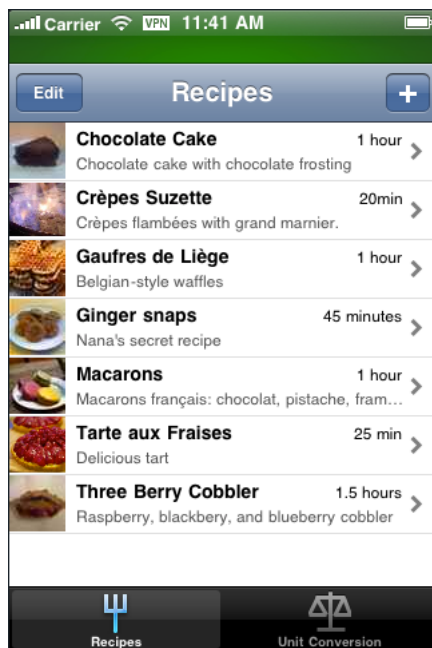 Carrier VPN 11:41 AM
Edit Recipes +
Chocolate Cake 1 hour
Chocolate cake with chocolate frosting
Crèpes Suzette 20min
Crèpes flambées with grand marnier.
Gaufres de Liège 1 hour
Belgian-style waffles
Ginger snaps 45 minutes
Nana's secret recipe
Macarons 1 hour
Macarons français: chocolat, pistache, fram...
Tarte aux Fraises 25 min
Delicious tart
Three Berry Cobbler 1.5 hours
Raspberry, blackbery, and blueberry cobbler
Recipes Unit Conversion